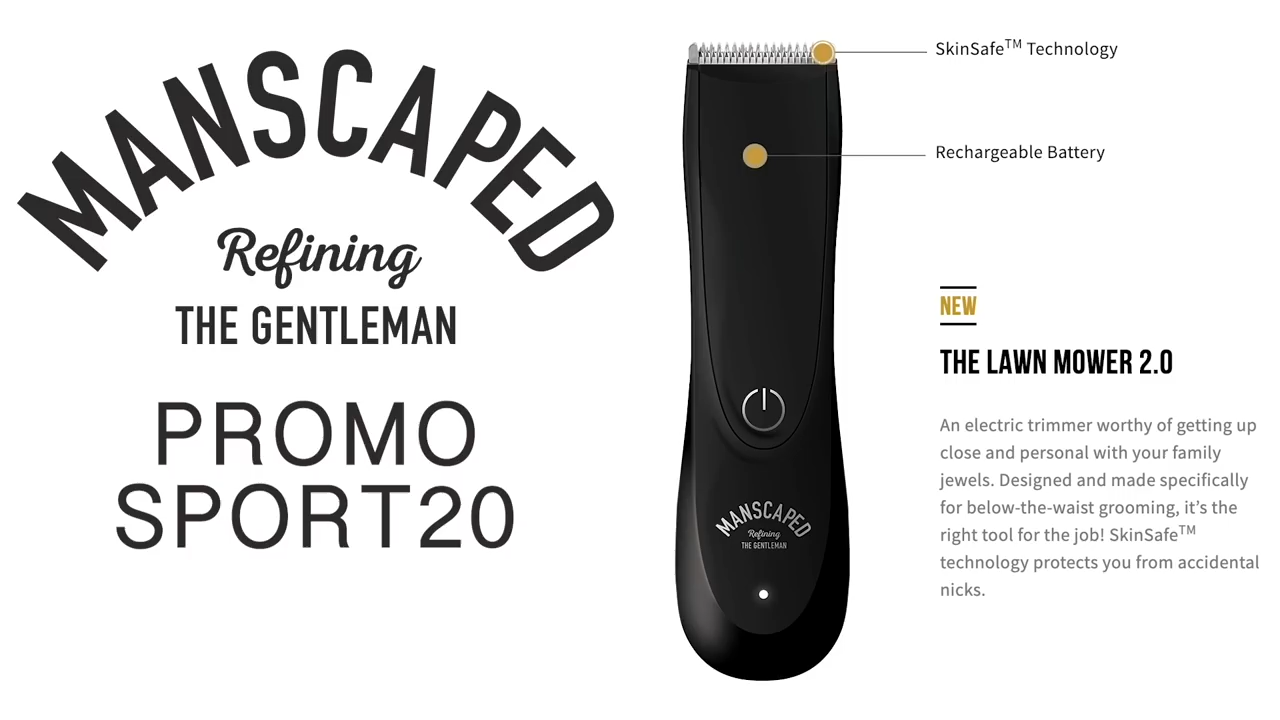 MANSCAPED
Refining
THE GENTLEMAN
PROMO
SPORT20
SkinSafe™ Technology
Rechargeable Battery
MANSCAPED
Refining
THE GENTLEMAN
NEW
THE LAWN MOWER 2.0
An electric trimmer worthy of getting up
close and personal with your family
jewels. Designed and made specifically
for below-the-waist grooming, it's the
right tool for the job! SkinSafe™
technology protects you from accidental
nicks.